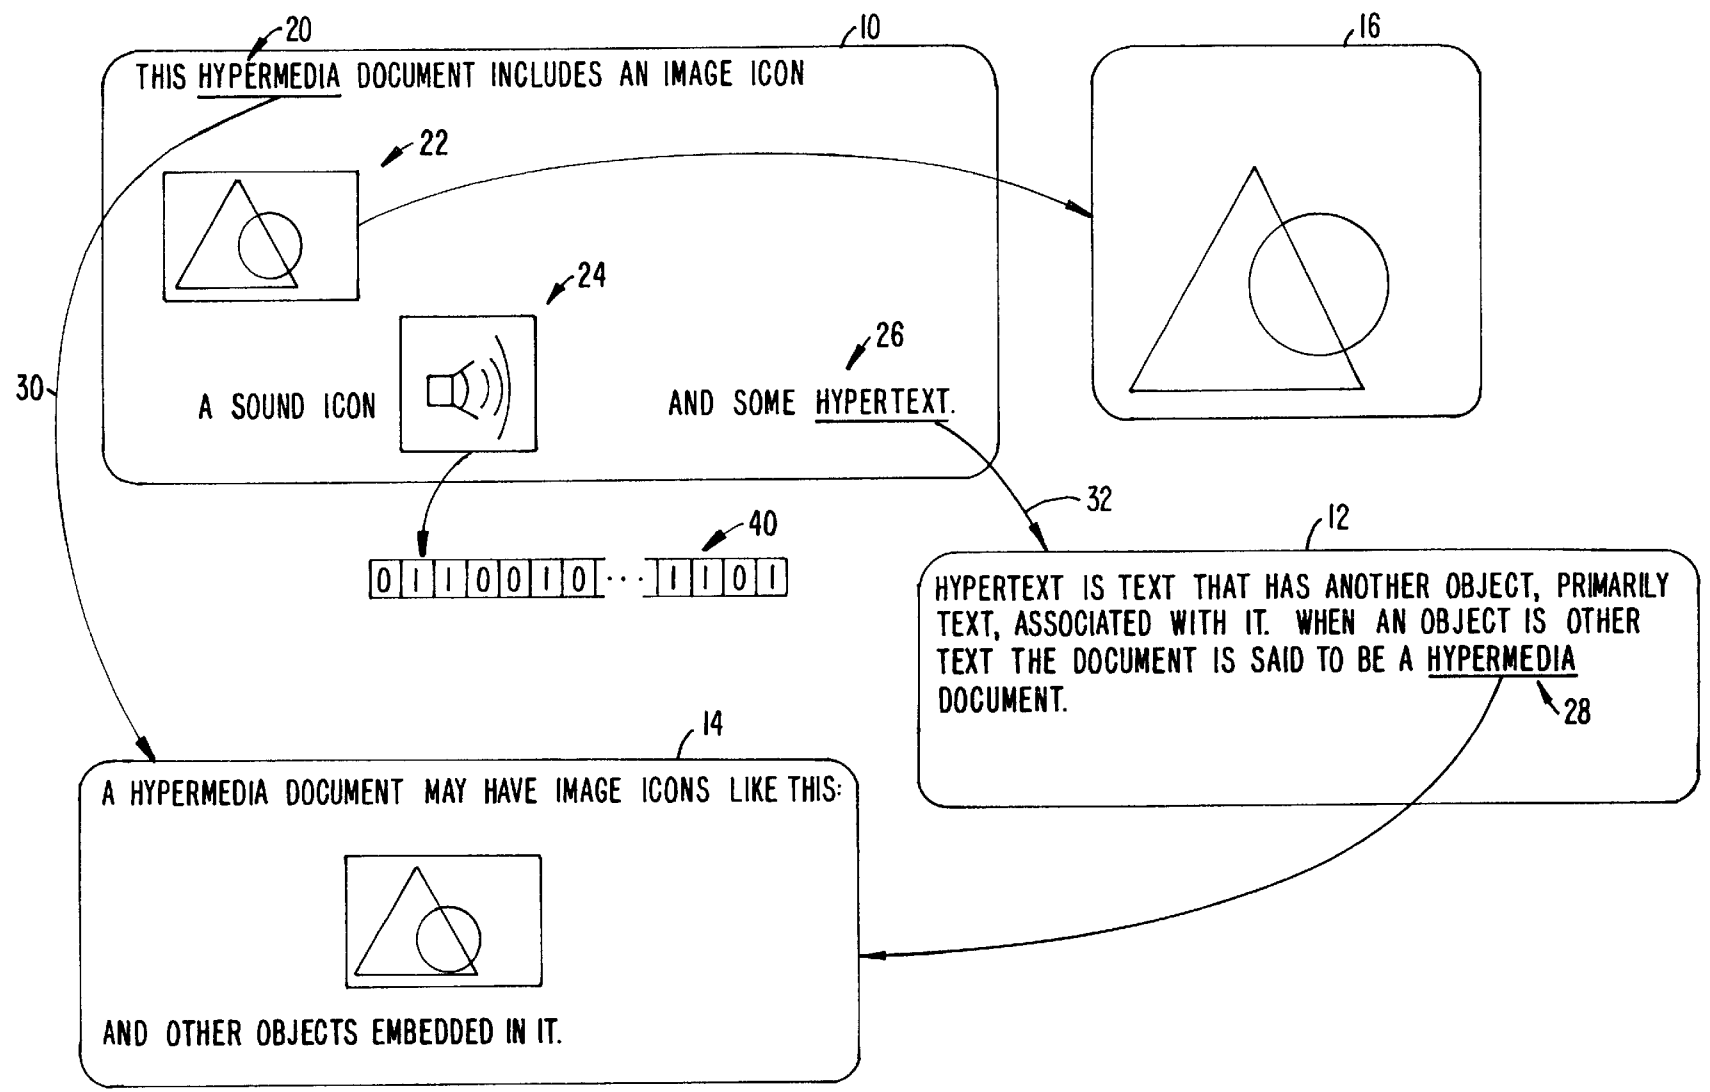 20
10
16
THIS HYPERMEDIA DOCUMENT INCLUDES AN IMAGE ICON
22
24
26
30
A SOUND ICON
AND SOME HYPERTEXT.
32
40
12
0 1 1 0 0 1 0 ... 1 1 0 1
HYPERTEXT IS TEXT THAT HAS ANOTHER OBJECT, PRIMARILY
TEXT, ASSOCIATED WITH IT. WHEN AN OBJECT IS OTHER
TEXT THE DOCUMENT IS SAID TO BE A HYPERMEDIA
DOCUMENT.
28
14
A HYPERMEDIA DOCUMENT MAY HAVE IMAGE ICONS LIKE THIS:
AND OTHER OBJECTS EMBEDDED IN IT.